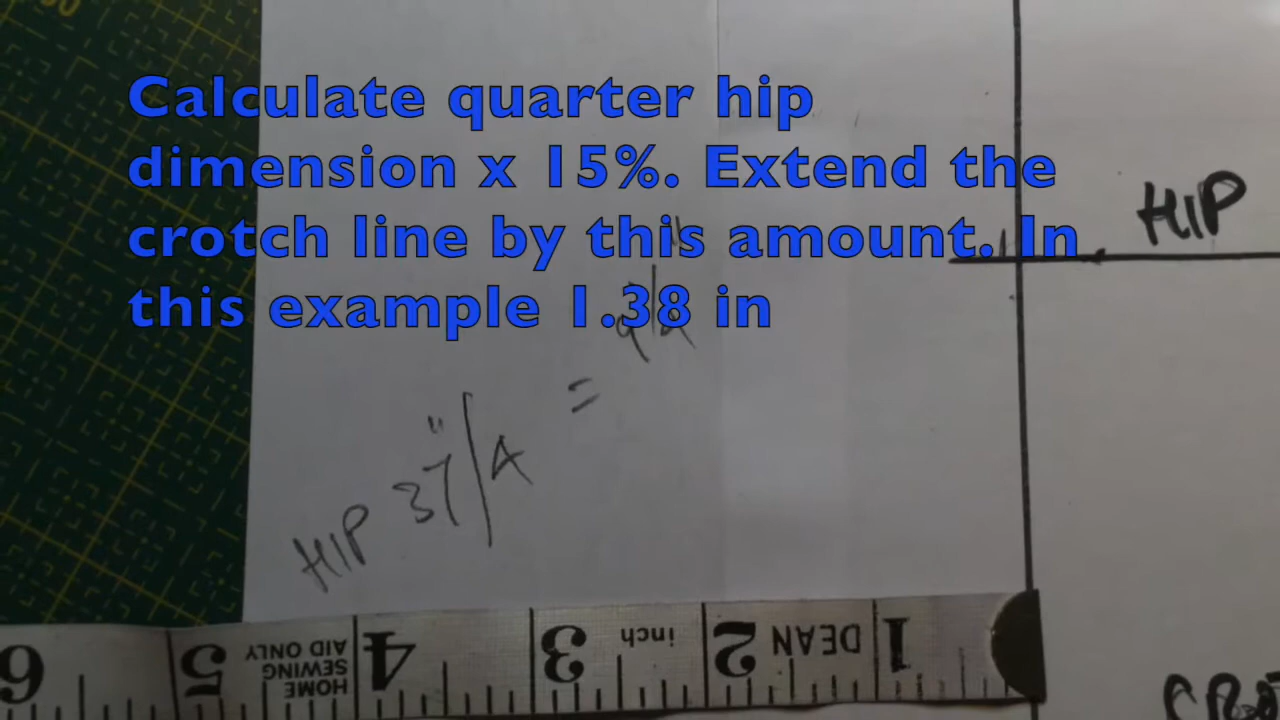 Calculate quarter hip
dimension x 15%. Extend the
crotch line by this amount. In
this example 1.38 in
HIP
HIP 37"/4 =
6 5 4 3 inch 2 DEAN 1
HOME
SEWING
AID ONLY